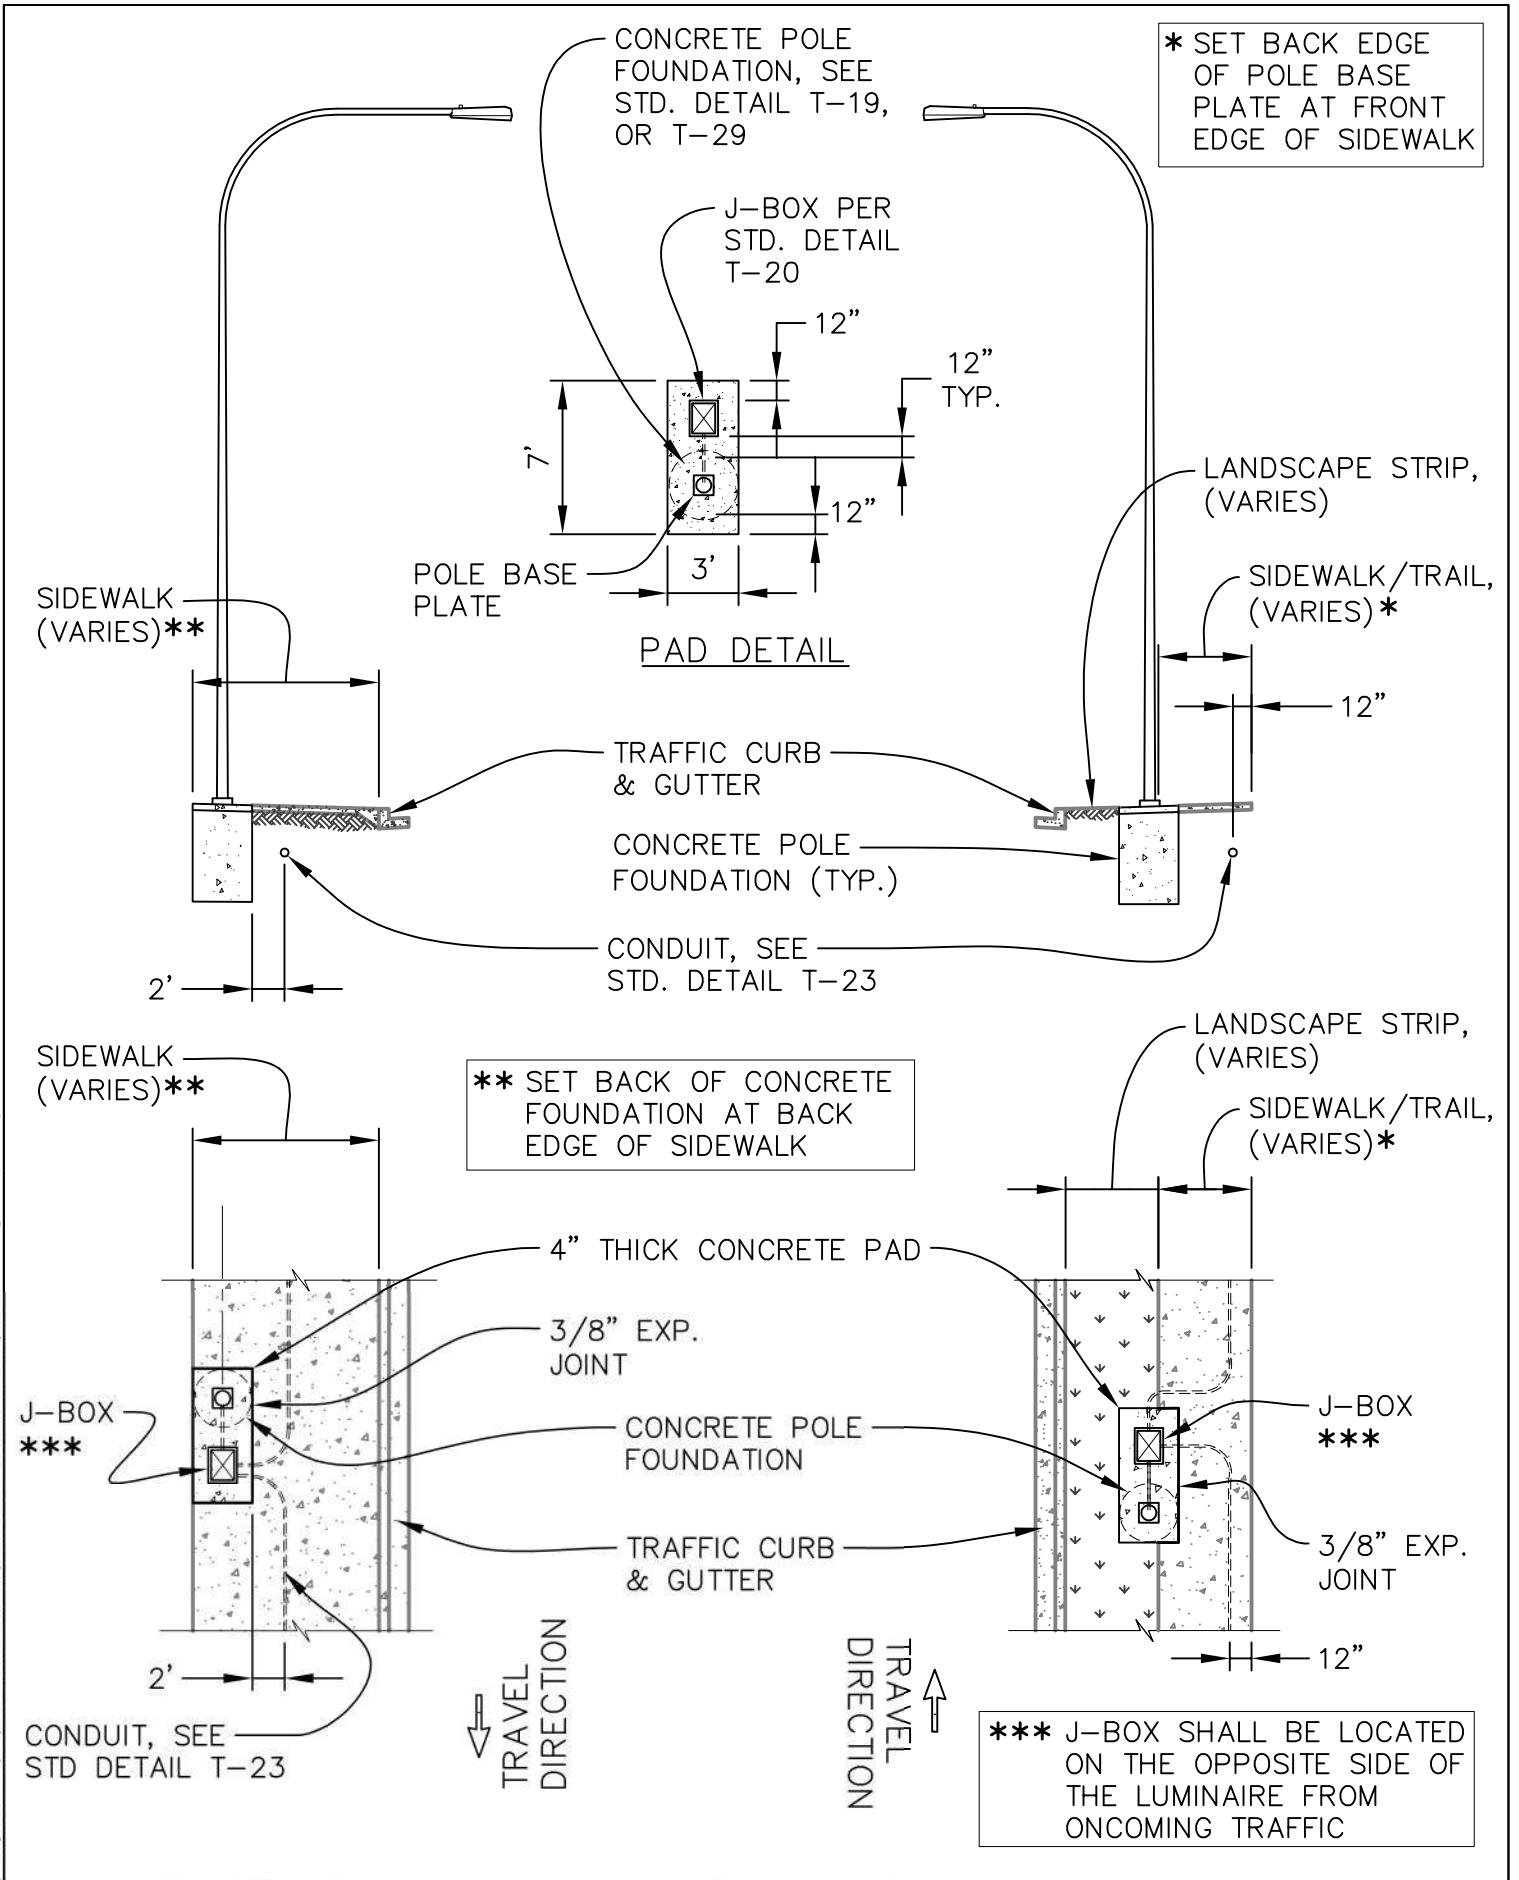 CONCRETE POLE
FOUNDATION, SEE
STD. DETAIL T-19,
OR T-29
* SET BACK EDGE
OF POLE BASE
PLATE AT FRONT
EDGE OF SIDEWALK
J-BOX PER
STD. DETAIL
T-20
12"
12"
TYP.
7'
12"
3'
POLE BASE
PLATE
PAD DETAIL
LANDSCAPE STRIP,
(VARIES)
SIDEWALK
(VARIES)**
SIDEWALK/TRAIL,
(VARIES)*
12"
TRAFFIC CURB
& GUTTER
CONCRETE POLE
FOUNDATION (TYP.)
CONDUIT, SEE
STD. DETAIL T-23
2'
SIDEWALK
(VARIES)**
** SET BACK OF CONCRETE
FOUNDATION AT BACK
EDGE OF SIDEWALK
LANDSCAPE STRIP,
(VARIES)
SIDEWALK/TRAIL,
(VARIES)*
4" THICK CONCRETE PAD
3/8" EXP.
JOINT
J-BOX
***
CONCRETE POLE
FOUNDATION
J-BOX
***
TRAFFIC CURB
& GUTTER
3/8" EXP.
JOINT
2'
12"
CONDUIT, SEE
STD DETAIL T-23
TRAVEL
DIRECTION
TRAVEL
DIRECTION
*** J-BOX SHALL BE LOCATED
ON THE OPPOSITE SIDE OF
THE LUMINAIRE FROM
ONCOMING TRAFFIC